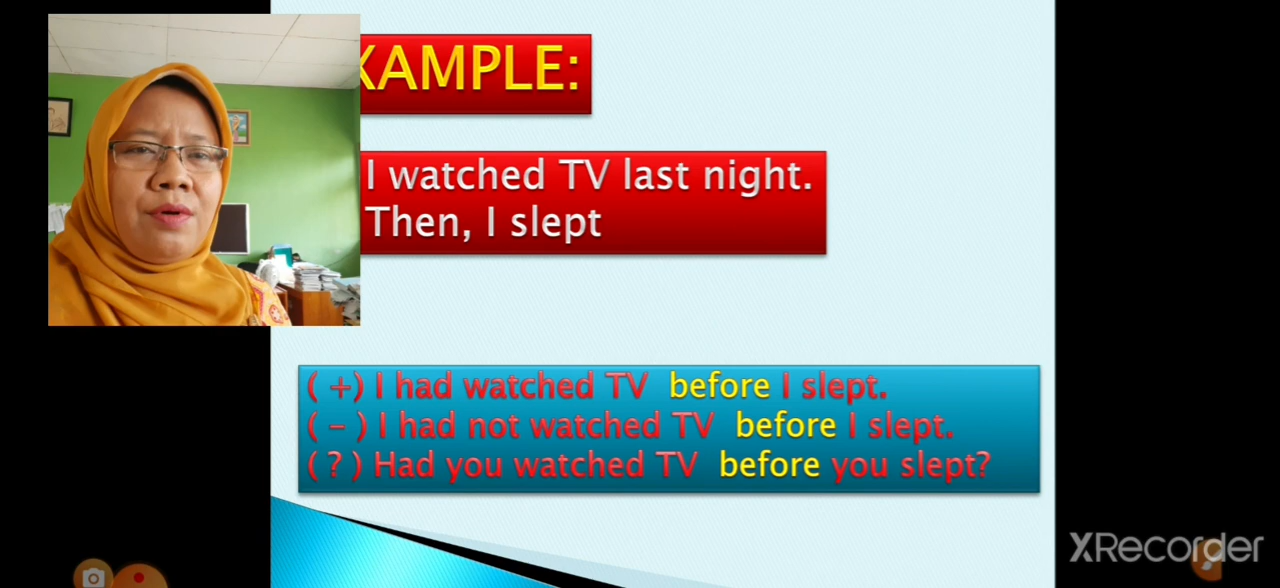 XAMPLE:
I watched TV last night.
Then, I slept
( +) I had watched TV before I slept.
( - ) I had not watched TV before I slept.
( ? ) Had you watched TV before you slept?
XRecorder